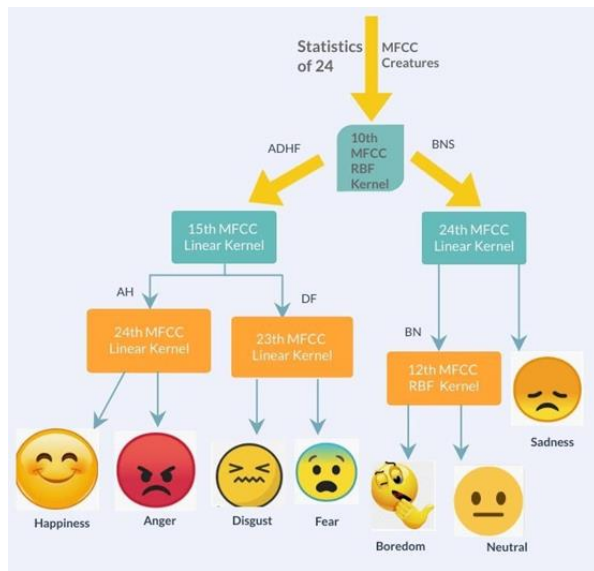 Statistics
of 24
MFCC
Creatures
10th
MFCC
RBF
Kernel
ADHF
BNS
15th MFCC
Linear Kernel
24th MFCC
Linear Kernel
AH
DF
BN
24th MFCC
Linear Kernel
23th MFCC
Linear Kernel
12th MFCC
RBF Kernel
Sadness
Happiness
Anger
Disgust
Fear
Boredom
Neutral